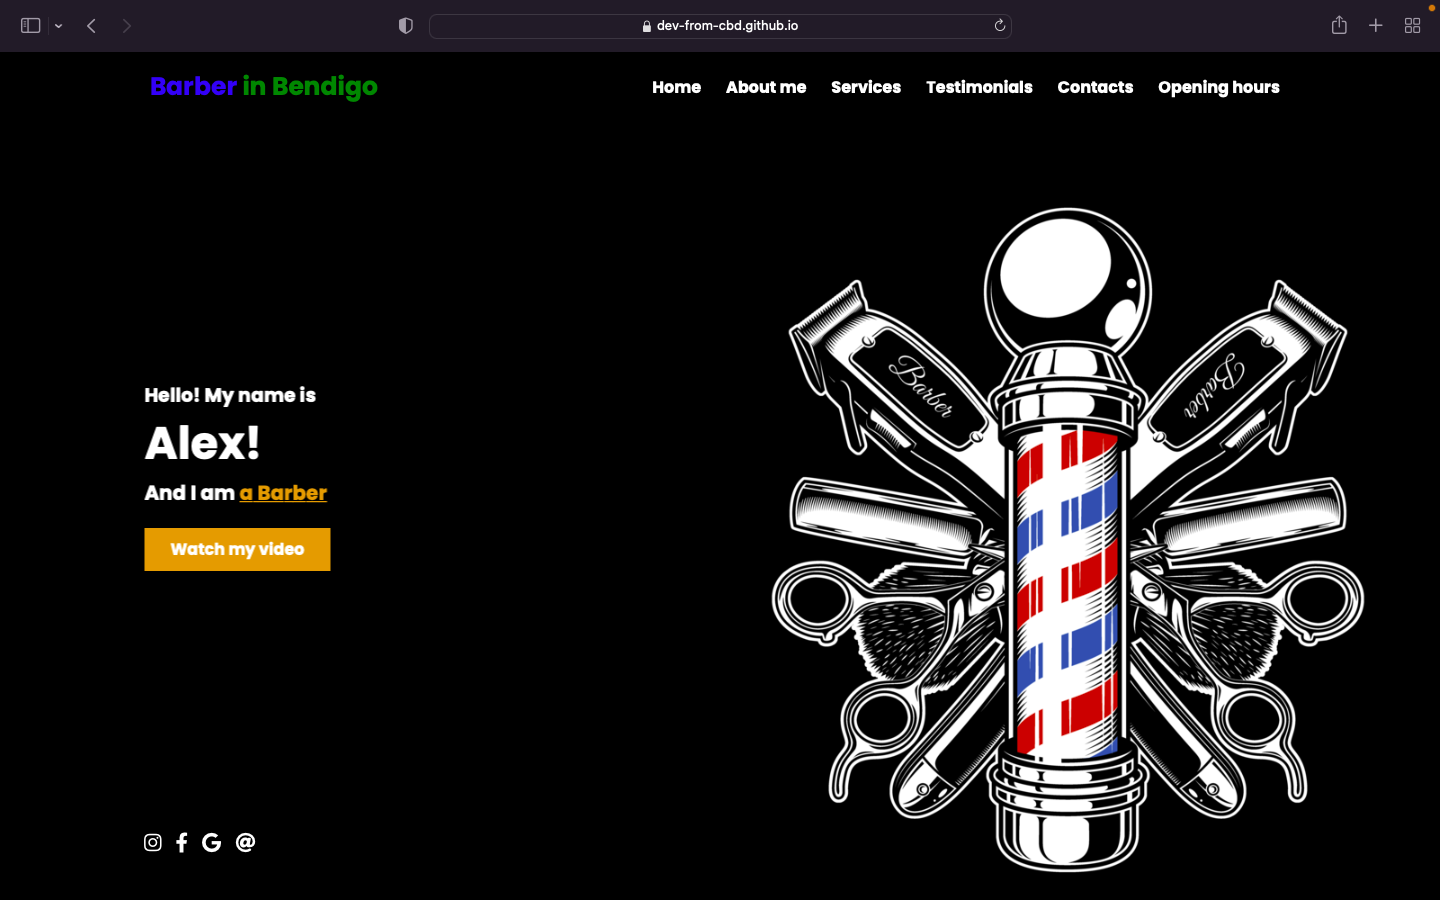 dev-from-cbd.github.io
Barber in Bendigo
Home About me Services Testimonials Contacts Opening hours
Hello! My name is
Alex!
And I am a Barber
Watch my video
Barber
Barber